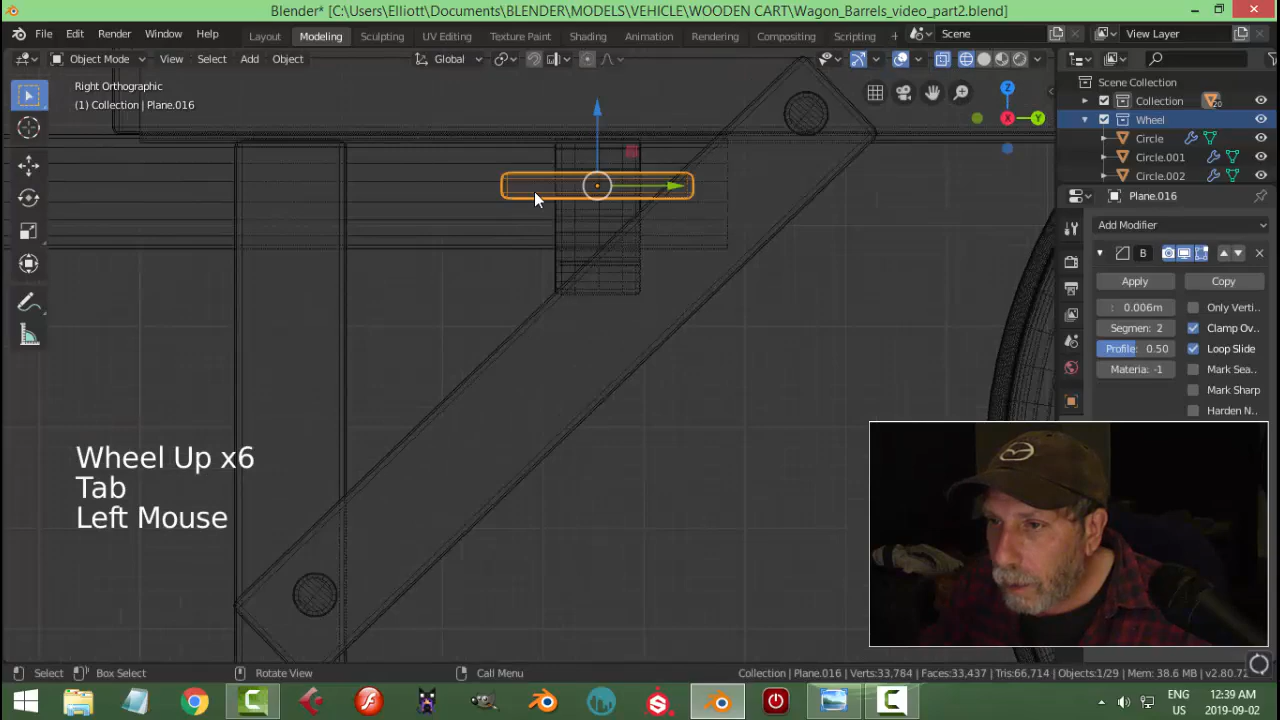 Blender* [C:\Users\Elliott\Documents\BLENDER\MODELS\VEHICLE\WOODEN CART\Wagon_Barrels_video_part2.blend]
File Edit Render Window Help Layout Modeling Sculpting UV Editing Texture Paint Shading Animation Rendering Compositing Scripting + Scene View Layer
Object Mode View Select Add Object Global
Right Orthographic
(1) Collection | Plane.016
Z
X
Y
Scene Collection
Collection 20
Wheel
Circle
Circle.001
Circle.002
Plane.016
Add Modifier
B
Apply Copy
: 0.006m Only Verti..
Segmen: 2 Clamp Ov..
Profile: 0.50 Loop Slide
Materia: -1 Mark Sea..
Mark Sharp
Harden N..
Wheel Up x6
Tab
Left Mouse
Select Box Select Rotate View Call Menu Collection | Plane.016 | Verts:33,784 | Faces:33,437 | Tris:66,714 | Objects:1/29 | Mem: 38.6 MB | v2.80.7
ENG
US
12:39 AM
2019-09-02